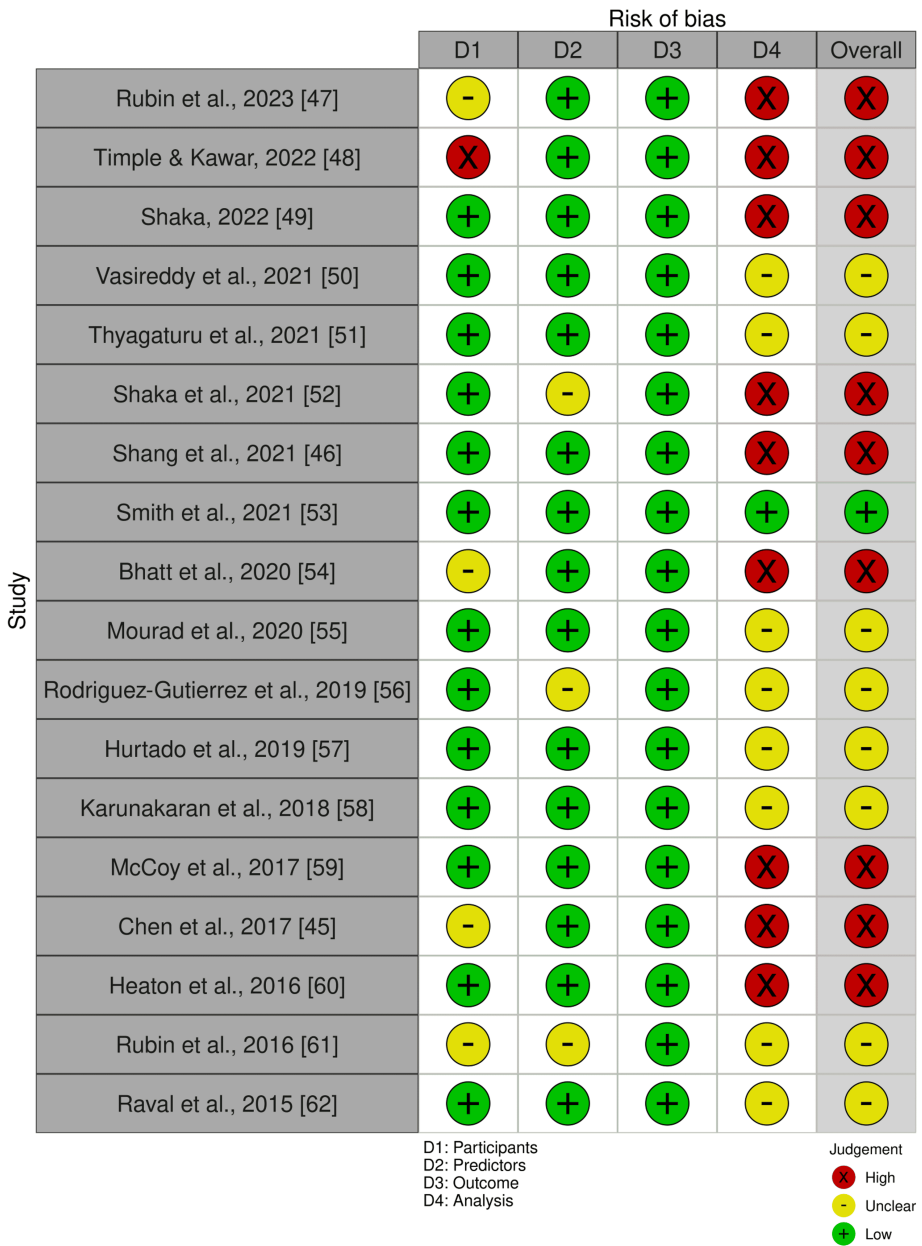 Risk of bias
D1 D2 D3 D4 Overall
Study
Rubin et al., 2023 [47] - + + X X
Timple & Kawar, 2022 [48] X + + X X
Shaka, 2022 [49] + + + X X
Vasireddy et al., 2021 [50] + + + - -
Thyagaturu et al., 2021 [51] + + + - -
Shaka et al., 2021 [52] + - + X X
Shang et al., 2021 [46] + + + X X
Smith et al., 2021 [53] + + + + +
Bhatt et al., 2020 [54] - + + X X
Mourad et al., 2020 [55] + + + - -
Rodriguez-Gutierrez et al., 2019 [56] + - + - -
Hurtado et al., 2019 [57] + + + - -
Karunakaran et al., 2018 [58] + + + - -
McCoy et al., 2017 [59] + + + X X
Chen et al., 2017 [45] - + + X X
Heaton et al., 2016 [60] + + + X X
Rubin et al., 2016 [61] - - + - -
Raval et al., 2015 [62] + + + - -
D1: Participants
D2: Predictors
D3: Outcome
D4: Analysis
Judgement
X High
- Unclear
+ Low